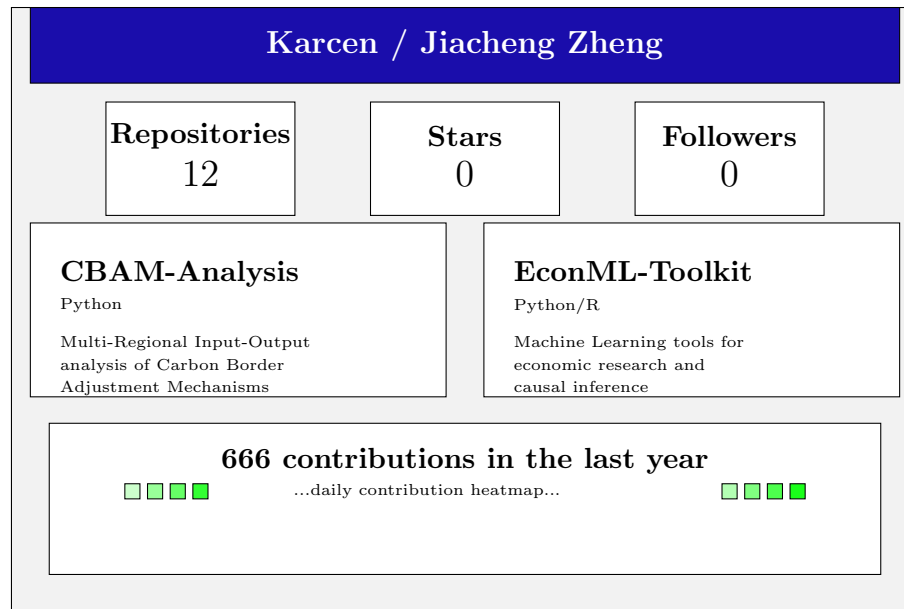 Karcen / Jiacheng Zheng
Repositories
12
Stars
0
Followers
0
CBAM-Analysis
Python
Multi-Regional Input-Output
analysis of Carbon Border
Adjustment Mechanisms
EconML-Toolkit
Python/R
Machine Learning tools for
economic research and
causal inference
666 contributions in the last year
...daily contribution heatmap...